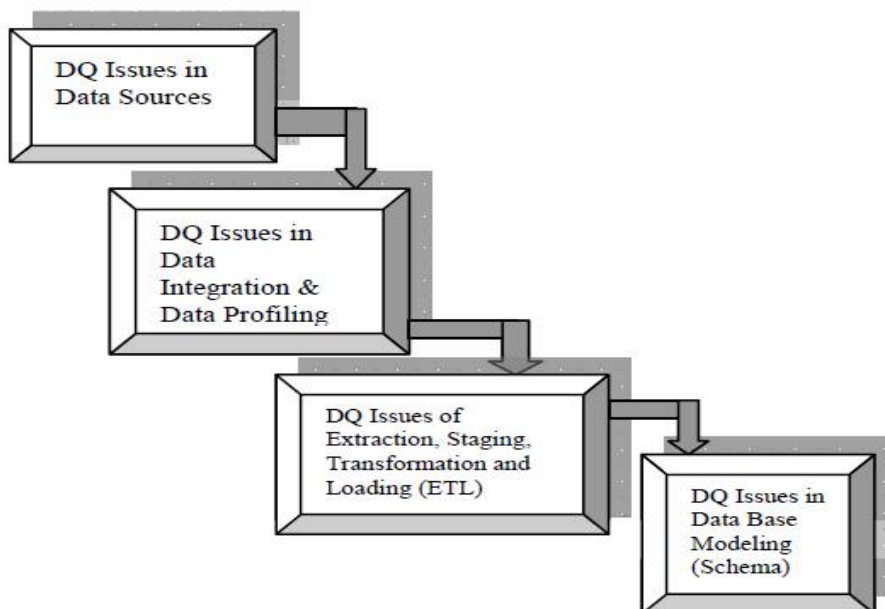 DQ Issues in
Data Sources
DQ Issues in
Data
Integration &
Data Profiling
DQ Issues of
Extraction, Staging,
Transformation and
Loading (ETL)
DQ Issues in
Data Base
Modeling
(Schema)